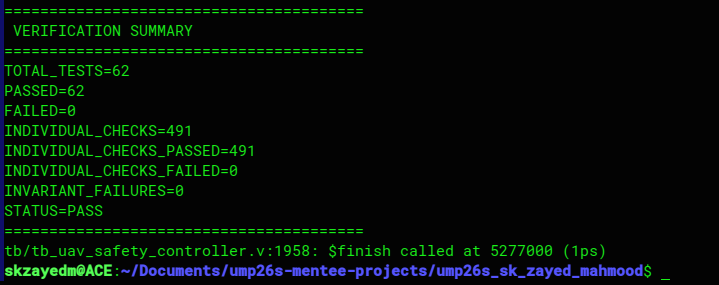 ========================================
VERIFICATION SUMMARY
========================================
TOTAL_TESTS=62
PASSED=62
FAILED=0
INDIVIDUAL_CHECKS=491
INDIVIDUAL_CHECKS_PASSED=491
INDIVIDUAL_CHECKS_FAILED=0
INVARIANT_FAILURES=0
STATUS=PASS
========================================
tb/tb_uav_safety_controller.v:1958: $finish called at 5277000 (1ps)
skzayedm@ACE:~/Documents/ump26s-mentee-projects/ump26s_sk_zayed_mahmood$ _